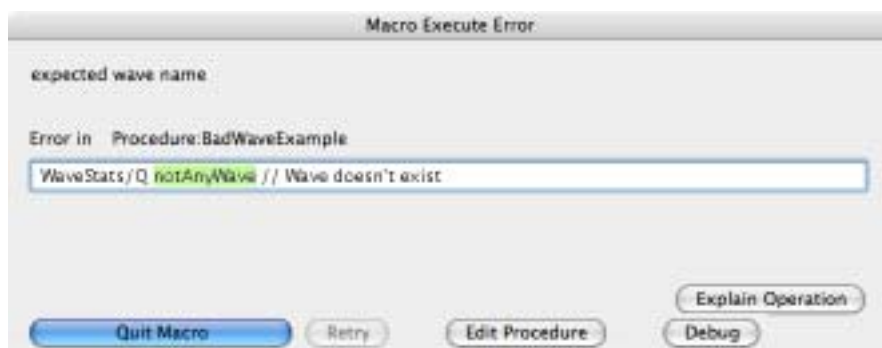 Macro Execute Error
expected wave name
Error in Procedure:BadWaveExample
WaveStats/Q notAnyWave // Wave doesn't exist
Explain Operation
Quit Macro Retry Edit Procedure Debug